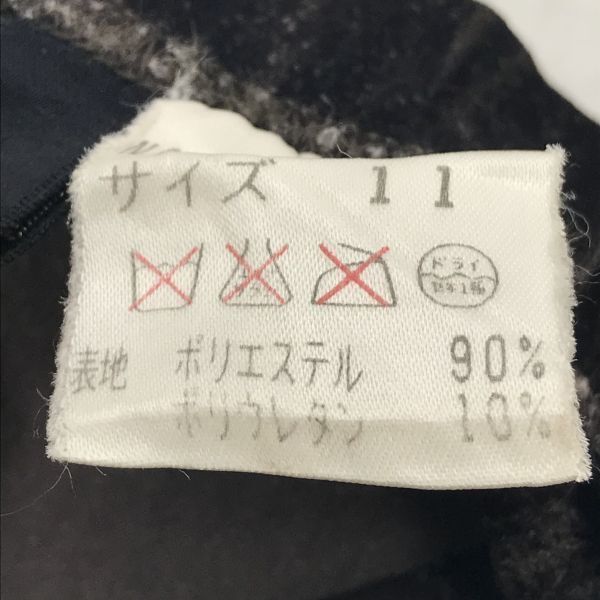 サイズ 11
ドライ
表地 ポリエステル 90%
ポリウレタン 10%